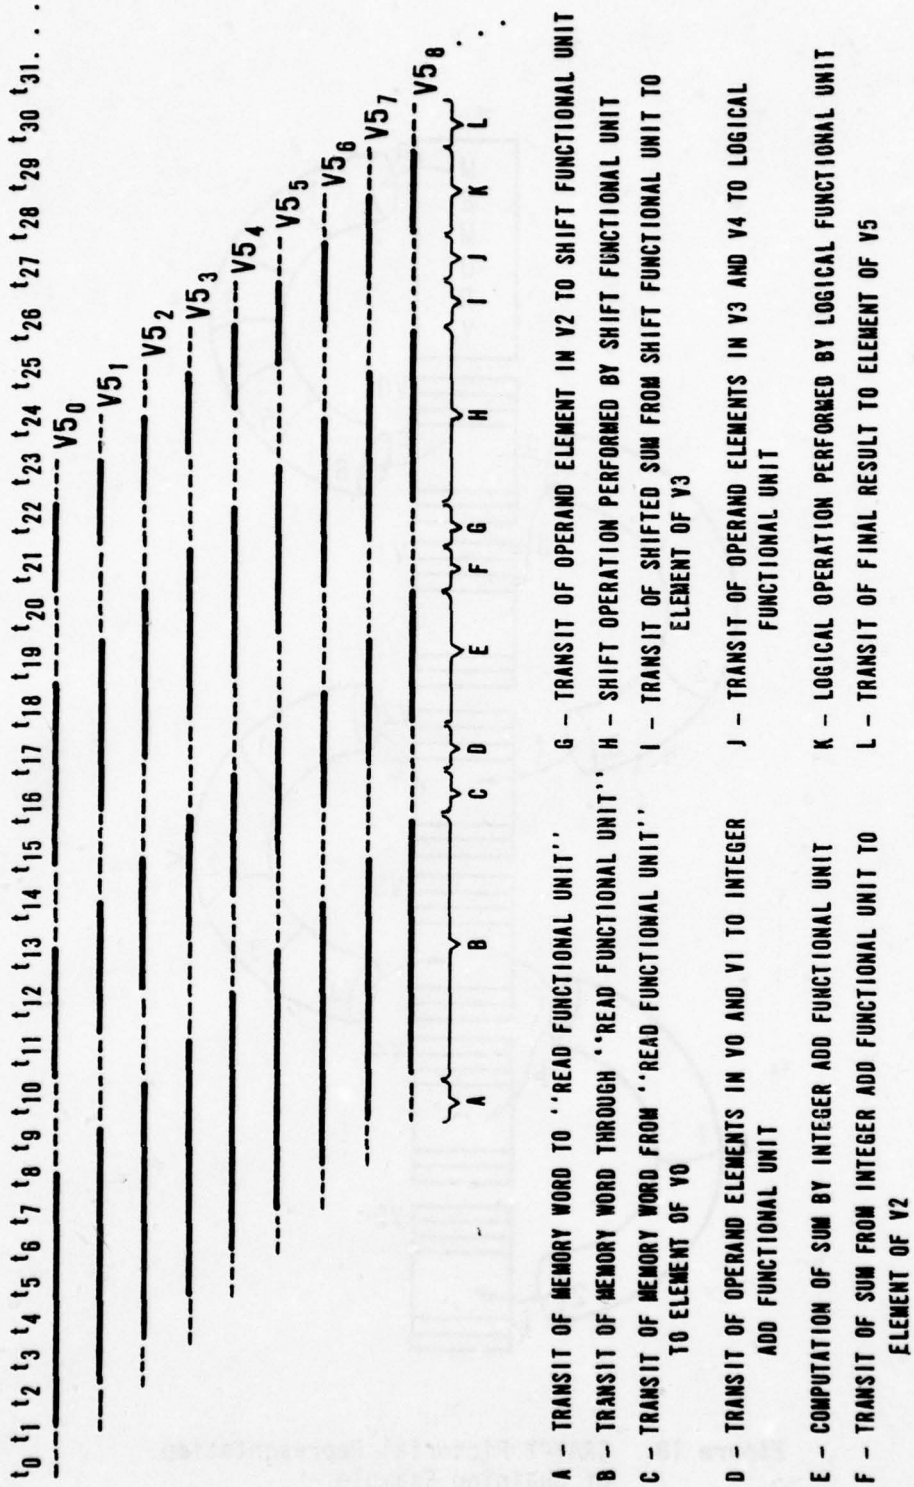 t0 t1 t2 t3 t4 t5 t6 t7 t8 t9 t10 t11 t12 t13 t14 t15 t16 t17 t18 t19 t20 t21 t22 t23 t24 t25 t26 t27 t28 t29 t30 t31. . .
V50
V51
V52
V53
V54
V55
V56
V57
V58
A B C D E F G H I J K L
A – TRANSIT OF MEMORY WORD TO ''READ FUNCTIONAL UNIT''
B – TRANSIT OF MEMORY WORD THROUGH ''READ FUNCTIONAL UNIT''
C – TRANSIT OF MEMORY WORD FROM ''READ FUNCTIONAL UNIT''
TO ELEMENT OF V0
D – TRANSIT OF OPERAND ELEMENTS IN V0 AND V1 TO INTEGER
ADD FUNCTIONAL UNIT
E – COMPUTATION OF SUM BY INTEGER ADD FUNCTIONAL UNIT
F – TRANSIT OF SUM FROM INTEGER ADD FUNCTIONAL UNIT TO
ELEMENT OF V2
G – TRANSIT OF OPERAND ELEMENT IN V2 TO SHIFT FUNCTIONAL UNIT
H – SHIFT OPERATION PERFORMED BY SHIFT FUNCTIONAL UNIT
I – TRANSIT OF SHIFTED SUM FROM SHIFT FUNCTIONAL UNIT TO
ELEMENT OF V3
J – TRANSIT OF OPERAND ELEMENTS IN V3 AND V4 TO LOGICAL
FUNCTIONAL UNIT
K – LOGICAL OPERATION PERFORMED BY LOGICAL FUNCTIONAL UNIT
L – TRANSIT OF FINAL RESULT TO ELEMENT OF V5